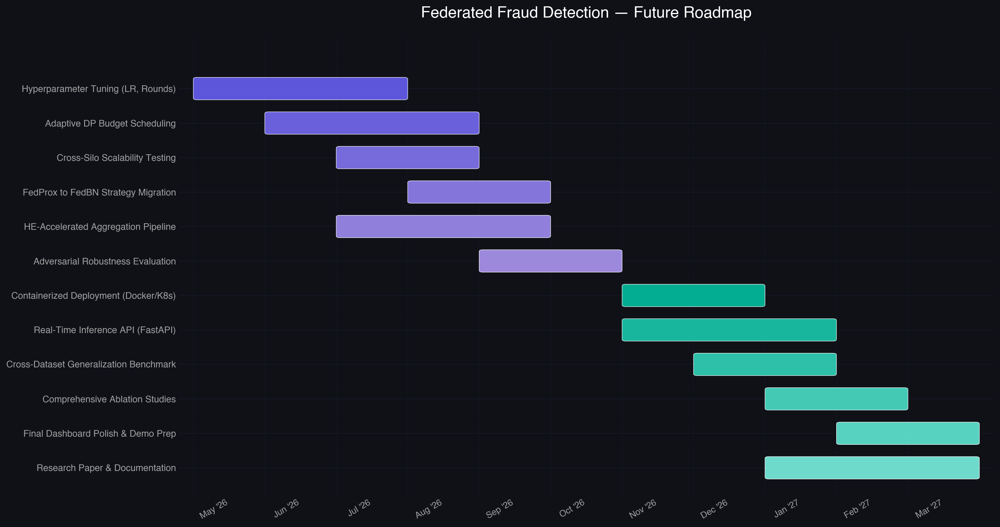 Federated Fraud Detection — Future Roadmap
Hyperparameter Tuning (LR, Rounds)
Adaptive DP Budget Scheduling
Cross-Silo Scalability Testing
FedProx to FedBN Strategy Migration
HE-Accelerated Aggregation Pipeline
Adversarial Robustness Evaluation
Containerized Deployment (Docker/K8s)
Real-Time Inference API (FastAPI)
Cross-Dataset Generalization Benchmark
Comprehensive Ablation Studies
Final Dashboard Polish & Demo Prep
Research Paper & Documentation
May '26
Jun '26
Jul '26
Aug '26
Sep '26
Oct '26
Nov '26
Dec '26
Jan '27
Feb '27
Mar '27